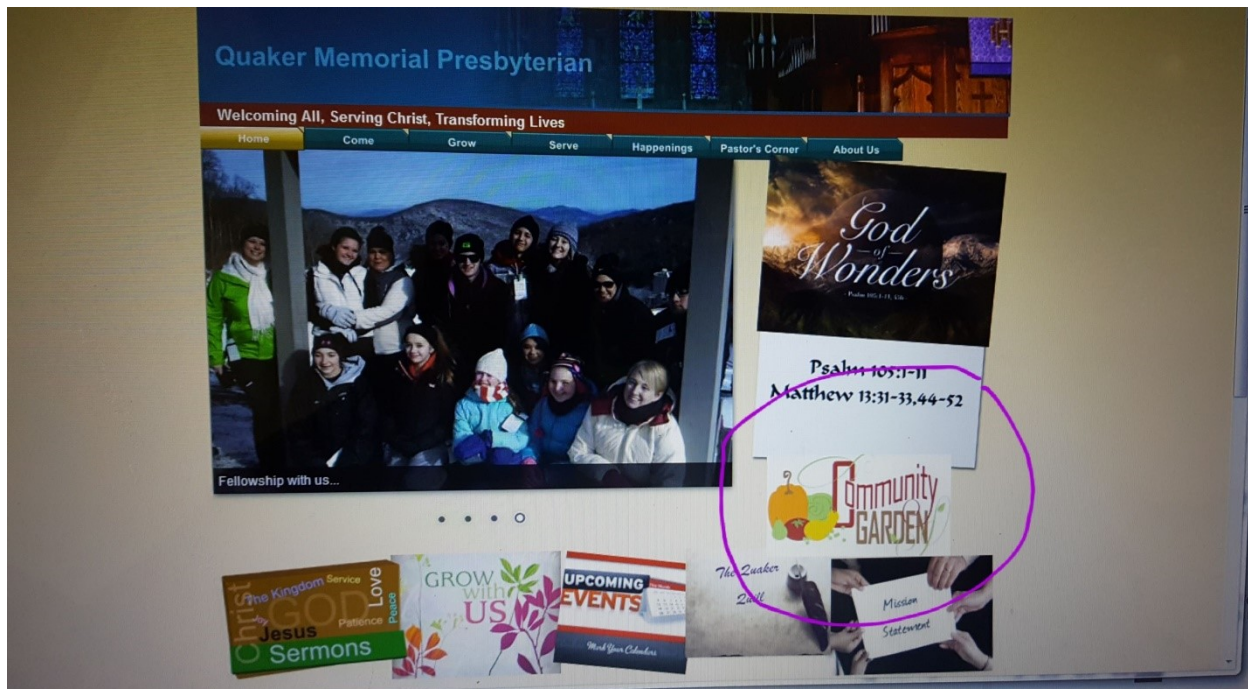 Quaker Memorial Presbyterian
Welcoming All, Serving Christ, Transforming Lives
Home Come Grow Serve Happenings Pastor's Corner About Us
God
of
Wonders
Psalm 105:1-11
Matthew 13:31-33,44-52
Fellowship with us...
Community
GARDEN
Christ
The Kingdom
Service
Love
GOD
Joy
Patience
Peace
Jesus
Sermons
GROW
with
US
UPCOMING
EVENTS
Mark Your Calendars
The Quaker
Quill
Mission
Statement